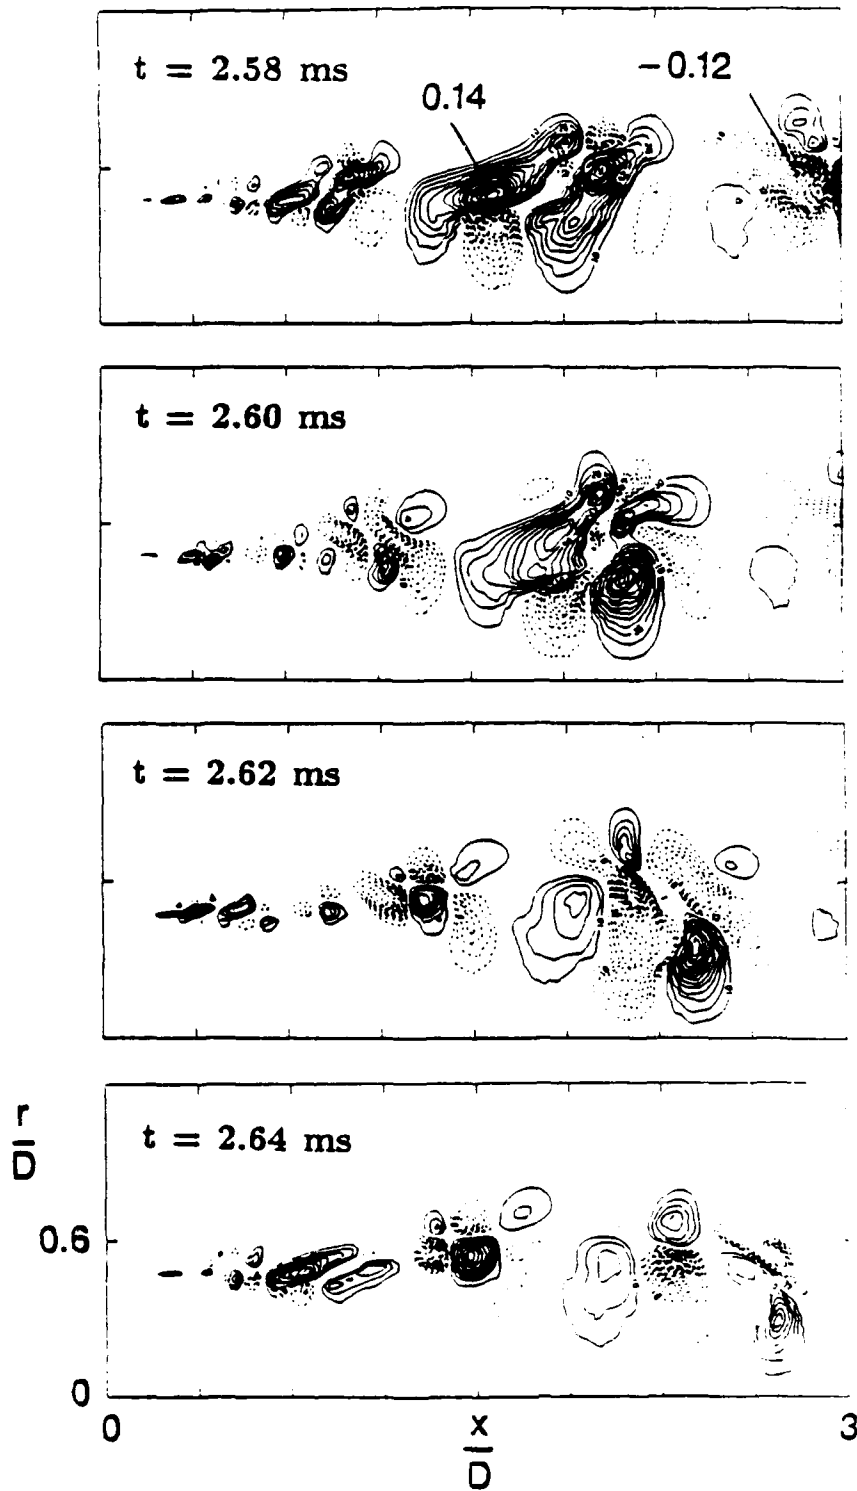 t = 2.58 ms
0.14
−0.12
t = 2.60 ms
t = 2.62 ms
t = 2.64 ms
r
D
0.6
0
0
x
D
3